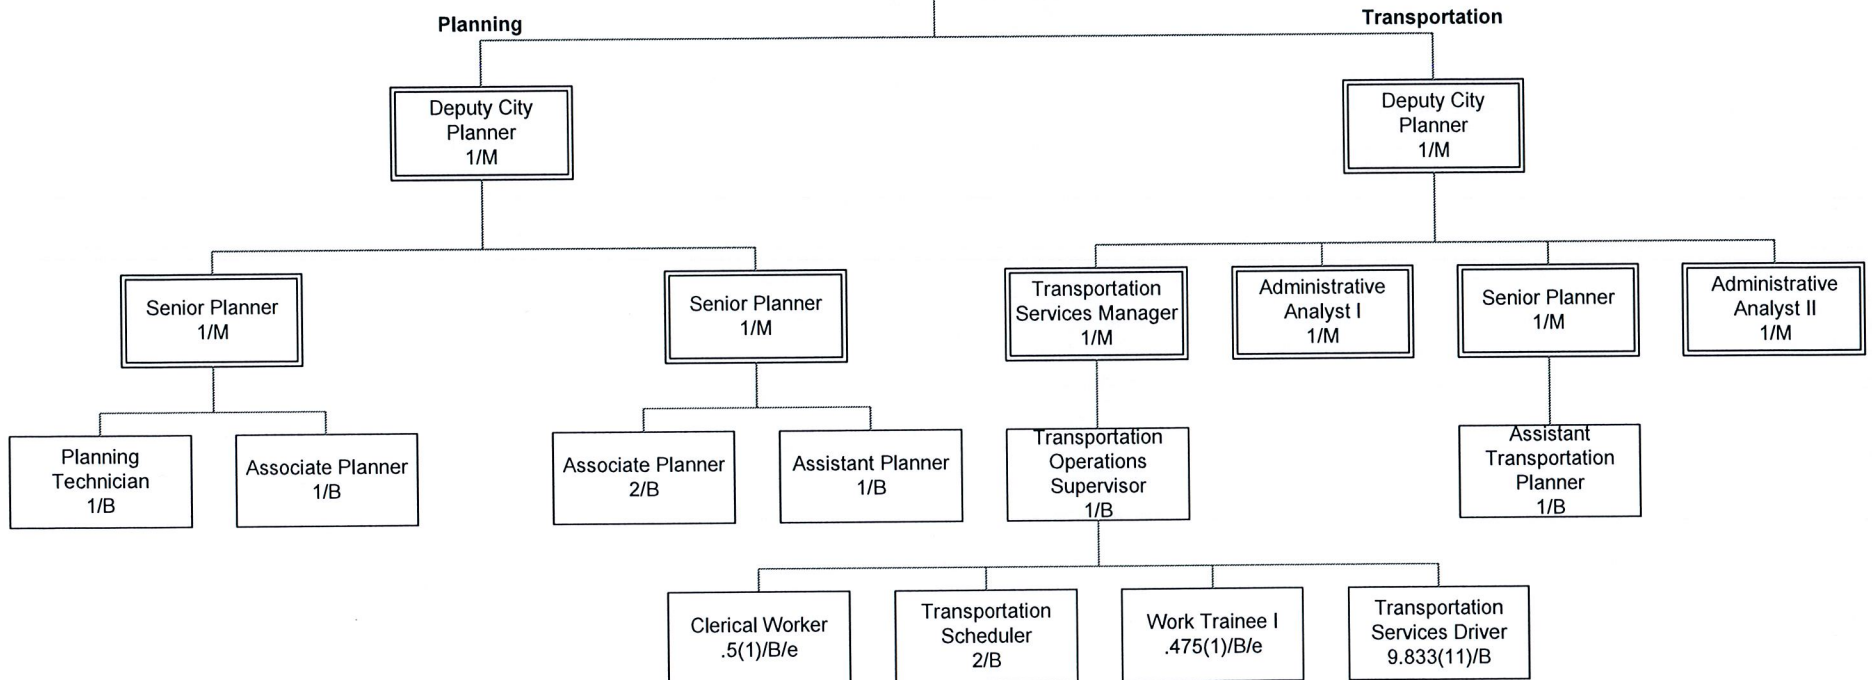 Planning
Transportation
Deputy City
Planner
1/M
Deputy City
Planner
1/M
Senior Planner
1/M
Senior Planner
1/M
Transportation
Services Manager
1/M
Administrative
Analyst I
1/M
Senior Planner
1/M
Administrative
Analyst II
1/M
Planning
Technician
1/B
Associate Planner
1/B
Associate Planner
2/B
Assistant Planner
1/B
Transportation
Operations
Supervisor
1/B
Assistant
Transportation
Planner
1/B
Clerical Worker
.5(1)/B/e
Transportation
Scheduler
2/B
Work Trainee I
.475(1)/B/e
Transportation
Services Driver
9.833(11)/B